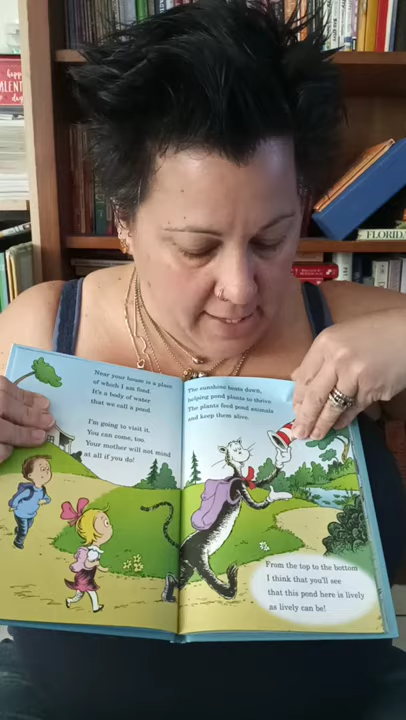 Near your house is a place
of which I am fond.
It's a body of water
that we call a pond.
I'm going to visit it.
You can come, too.
Your mother will not mind
at all if you do!
The sunshine beats down,
helping pond plants to thrive.
The plants feed pond animals
and keep them alive.
From the top to the bottom
I think that you'll see
that this pond here is lively
as lively can be!
FLORIDA